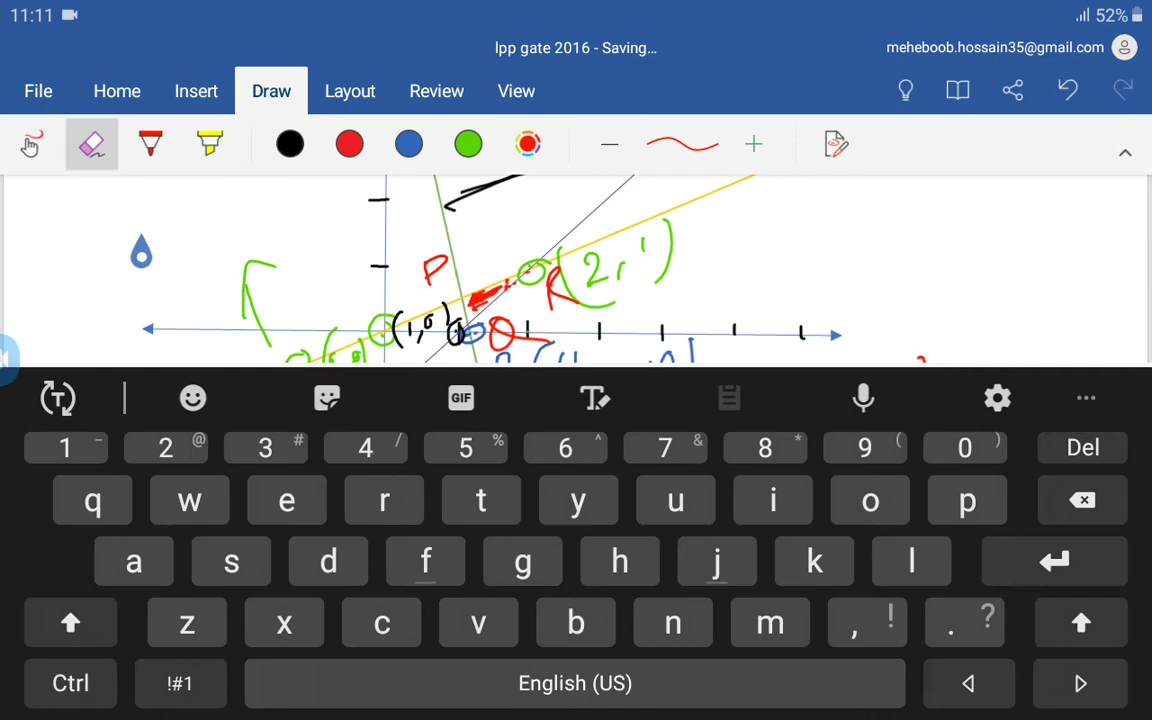 11:11 52%
lpp gate 2016 - Saving... meheboob.hossain35@gmail.com
File Home Insert Draw Layout Review View
P
(2,1)
R
(1,0) Q
GIF
1 - 2 @ 3 # 4 / 5 % 6 ^ 7 & 8 * 9 ( 0 ) Del
q w e r t y u i o p
a s d f g h j k l
z x c v b n m , ! . ?
Ctrl !#1 English (US)